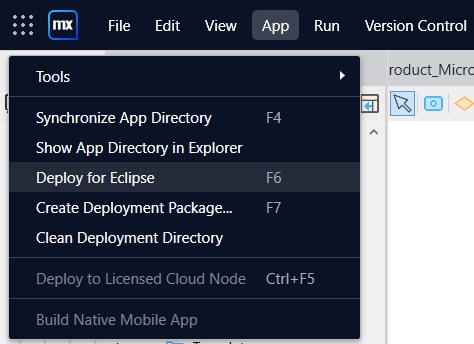 mx File Edit View App Run Version Control
Tools
roduct_Micro
Synchronize App Directory F4
Show App Directory in Explorer
Deploy for Eclipse F6
Create Deployment Package... F7
Clean Deployment Directory
Deploy to Licensed Cloud Node Ctrl+F5
Build Native Mobile App